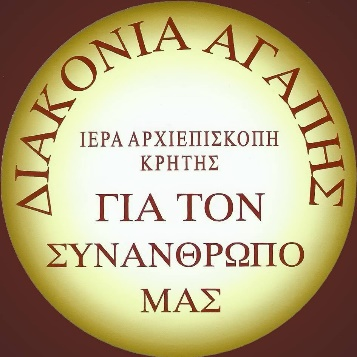 ΔΙΑΚΟΝΙΑ ΑΓΑΠΗΣ
ΙΕΡΑ ΑΡΧΙΕΠΙΣΚΟΠΗ
ΚΡΗΤΗΣ
ΓΙΑ ΤΟΝ
ΣΥΝΑΝΘΡΩΠΟ
ΜΑΣ